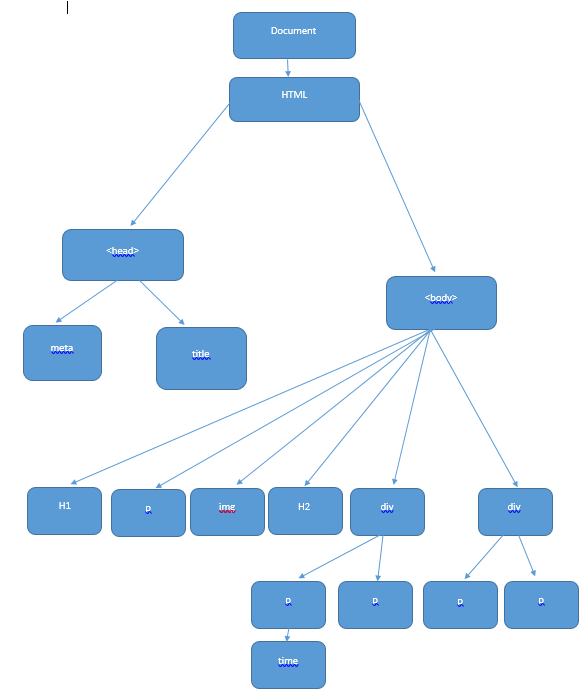 Document
HTML
<head>
<body>
meta
title
H1
p
img
H2
div
div
p
p
p
p
time